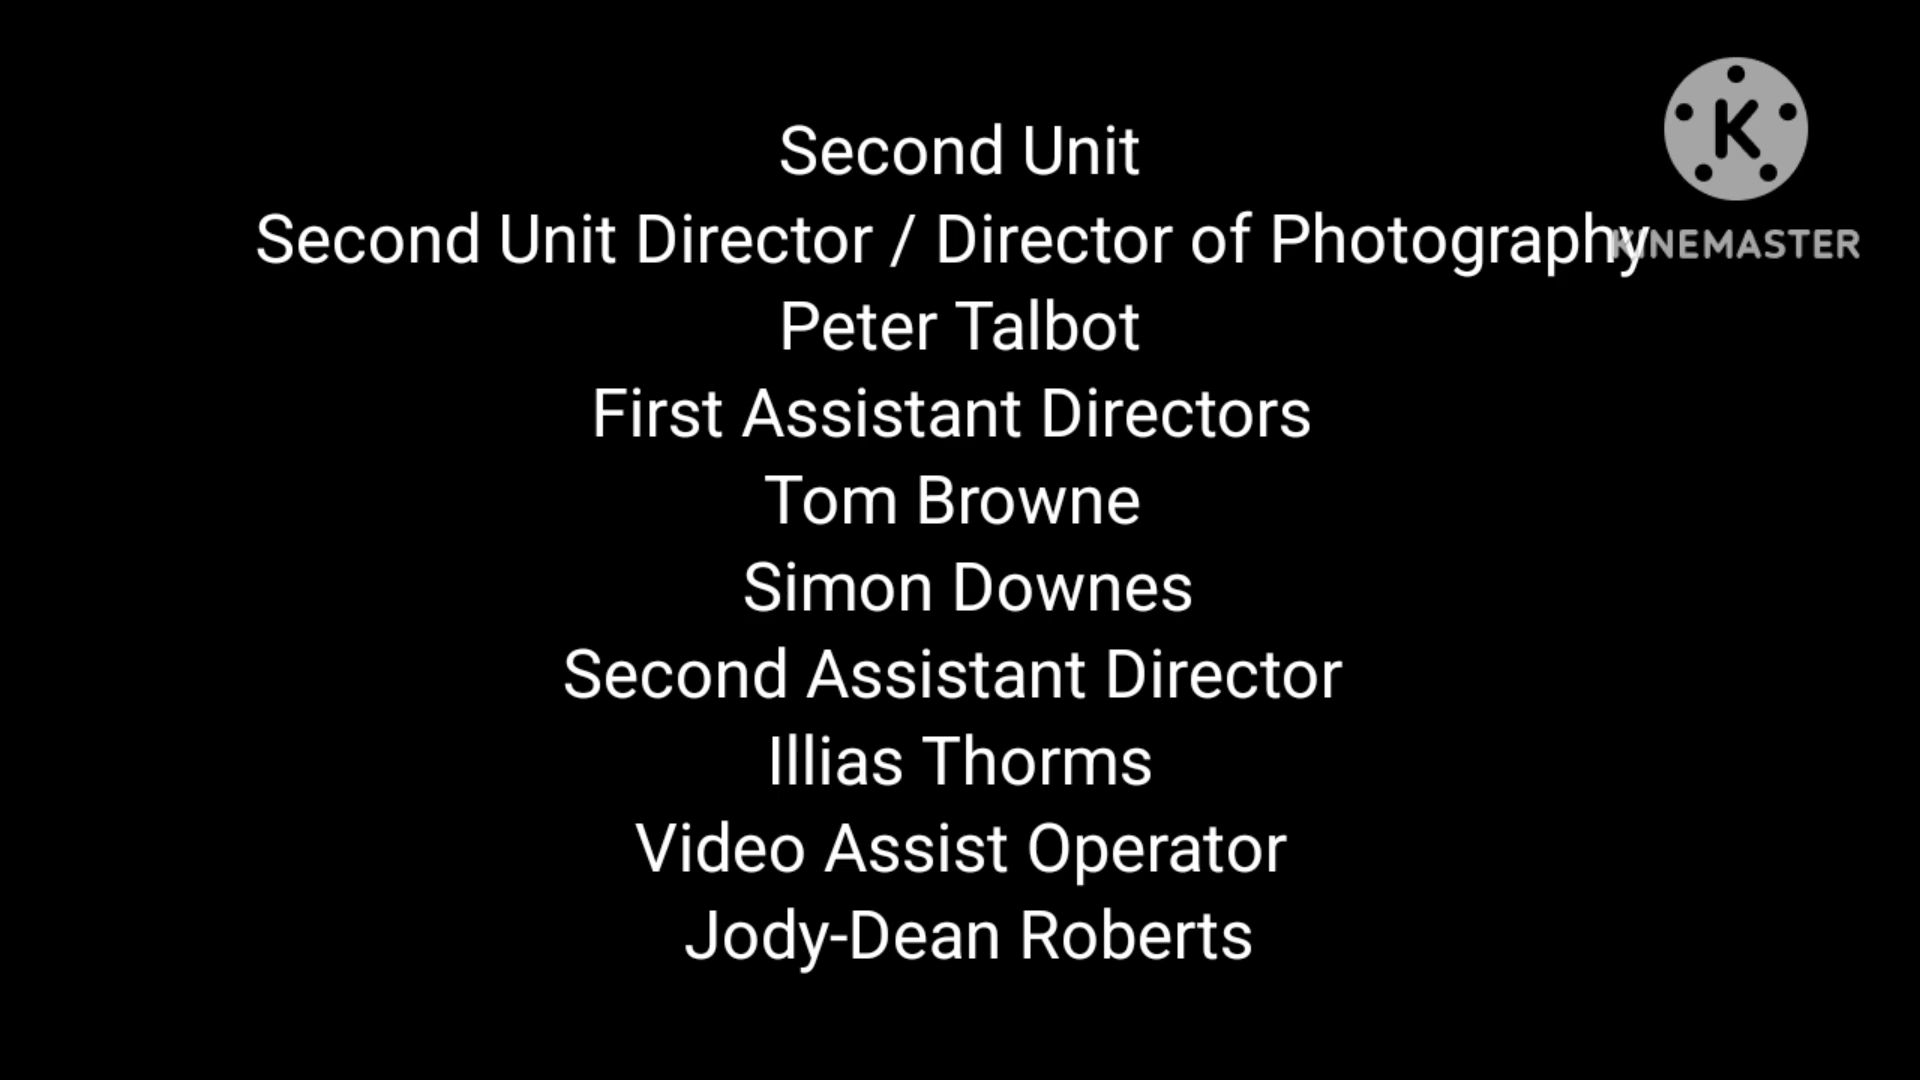 Second Unit
Second Unit Director / Director of Photography
Peter Talbot
First Assistant Directors
Tom Browne
Simon Downes
Second Assistant Director
Illias Thorms
Video Assist Operator
Jody-Dean Roberts
K
KINEMASTER